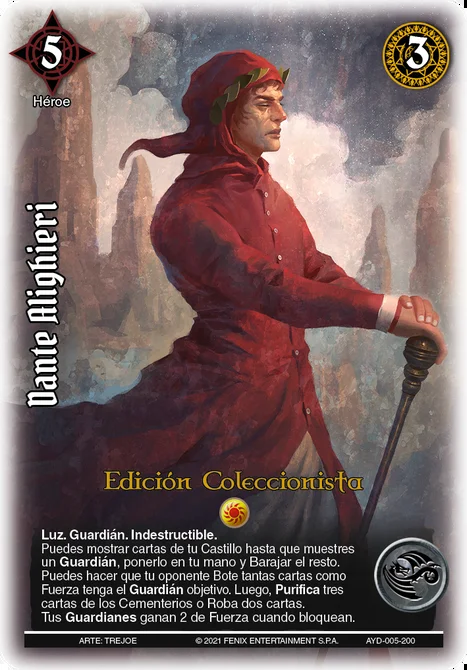 5
3
Héroe
Dante Alighieri
Edición Coleccionista
Luz. Guardián. Indestructible.
Puedes mostrar cartas de tu Castillo hasta que muestres
un Guardián, ponerlo en tu mano y Barajar el resto.
Puedes hacer que tu oponente Bote tantas cartas como
Fuerza tenga el Guardián objetivo. Luego, Purifica tres
cartas de los Cementerios o Roba dos cartas.
Tus Guardianes ganan 2 de Fuerza cuando bloquean.
ARTE: TREJOE © 2021 FENIX ENTERTAINMENT S.P.A. AYD-005-200